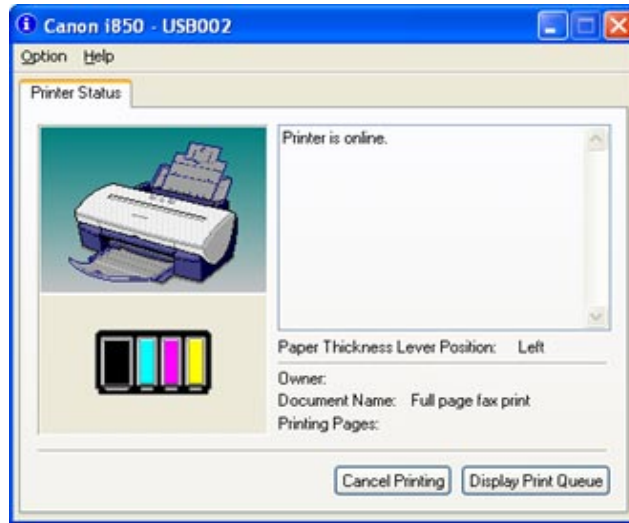 Canon i850 - USB002
Option Help
Printer Status
Printer is online.
Paper Thickness Lever Position: Left
Owner:
Document Name: Full page fax print
Printing Pages:
Cancel Printing Display Print Queue